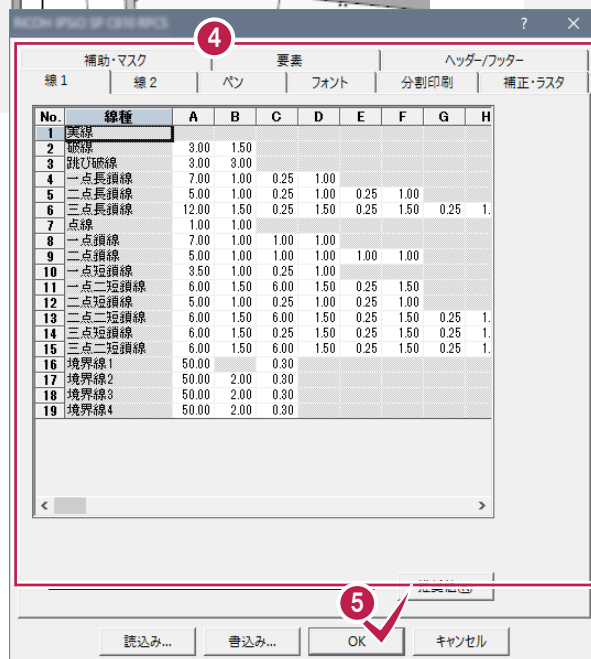 RICOH IPSiO SP C810 RPCS ? ×
4
補助･マスク 要素 ヘッダｰ/フッタｰ
線1 線2 ペン フォント 分割印刷 補正･ラスタ
No. 線種 A B C D E F G H
1 実線
2 破線 3.00 1.50
3 跳び破線 3.00 3.00
4 一点長鎖線 7.00 1.00 0.25 1.00
5 二点長鎖線 5.00 1.00 0.25 1.00 0.25 1.00
6 三点長鎖線 12.00 1.50 0.25 1.50 0.25 1.50 0.25 1.
7 点線 1.00 1.00
8 一点鎖線 7.00 1.00 1.00 1.00
9 二点鎖線 5.00 1.00 1.00 1.00 1.00 1.00
10 一点短鎖線 3.50 1.00 0.25 1.00
11 一点二短鎖線 6.00 1.50 6.00 1.50 0.25 1.50
12 二点短鎖線 5.00 1.00 0.25 1.00 0.25 1.00
13 二点二短鎖線 6.00 1.50 6.00 1.50 0.25 1.50 0.25 1.
14 三点短鎖線 6.00 1.50 0.25 1.50 0.25 1.50 0.25 1.
15 三点二短鎖線 6.00 1.50 6.00 1.50 0.25 1.50 0.25 1.
16 境界線1 50.00 0.30
17 境界線2 50.00 2.00 0.30
18 境界線3 50.00 2.00 0.30
19 境界線4 50.00 2.00 0.30
5
読込み... 書込み... OK キャンセル